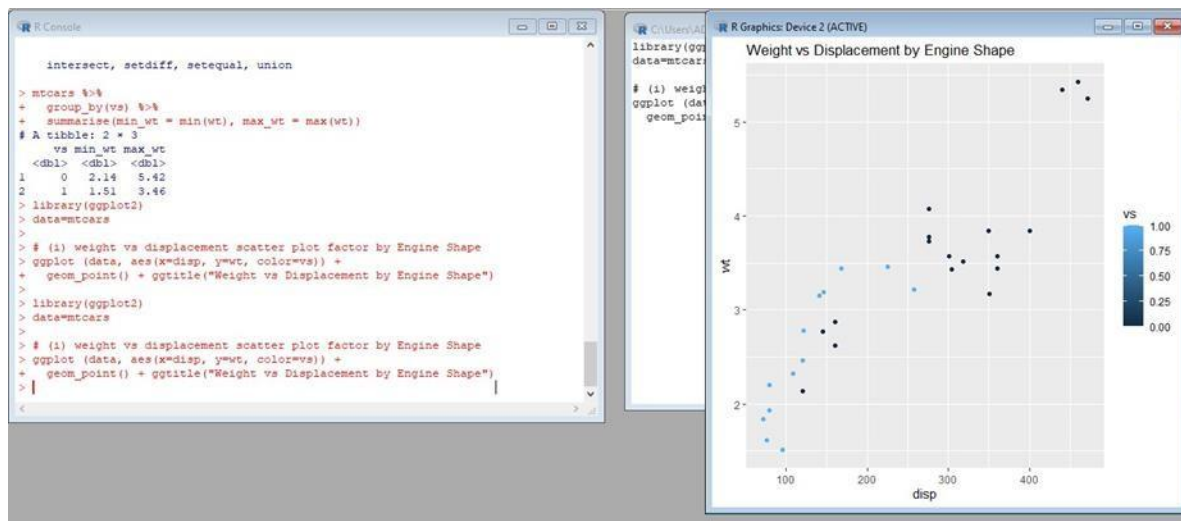 R Console
intersect, setdiff, setequal, union
> mtcars %>%
+   group_by(vs) %>%
+   summarise(min_wt = min(wt), max_wt = max(wt))
# A tibble: 2 × 3
vs min_wt max_wt
<dbl>  <dbl>  <dbl>
1     0   2.14   5.42
2     1   1.51   3.46
> library(ggplot2)
> data=mtcars
>
> # (i) weight vs displacement scatter plot factor by Engine Shape
> ggplot (data, aes(x=disp, y=wt, color=vs)) +
+   geom_point() + ggtitle("Weight vs Displacement by Engine Shape")
>
> library(ggplot2)
> data=mtcars
>
> # (i) weight vs displacement scatter plot factor by Engine Shape
> ggplot (data, aes(x=disp, y=wt, color=vs)) +
+   geom_point() + ggtitle("Weight vs Displacement by Engine Shape")
>
C:\Users\AD
library(ggp
data=mtcars
# (i) weigh
ggplot (dat
geom_poin
R Graphics: Device 2 (ACTIVE)
Weight vs Displacement by Engine Shape
5
4
3
2
wt
100 200 300 400
disp
vs
1.00
0.75
0.50
0.25
0.00